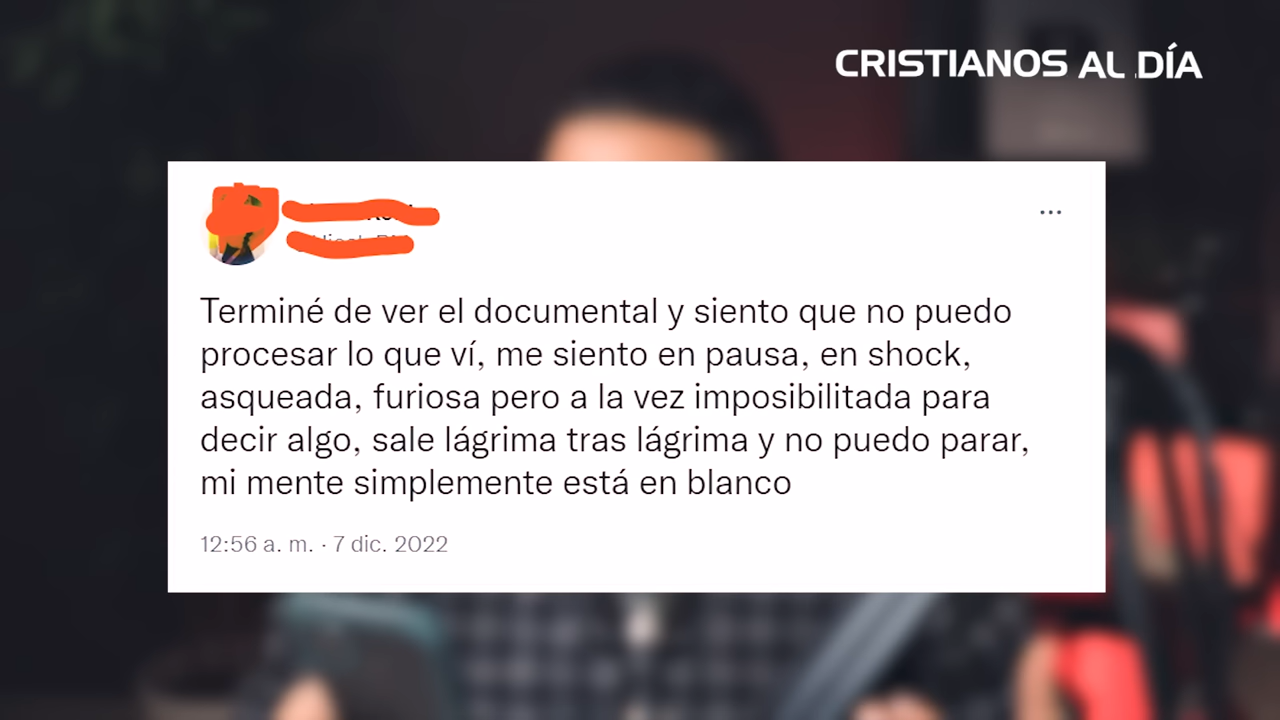 CRISTIANOS AL DÍA
Terminé de ver el documental y siento que no puedo
procesar lo que ví, me siento en pausa, en shock,
asqueada, furiosa pero a la vez imposibilitada para
decir algo, sale lágrima tras lágrima y no puedo parar,
mi mente simplemente está en blanco
12:56 a. m. · 7 dic. 2022